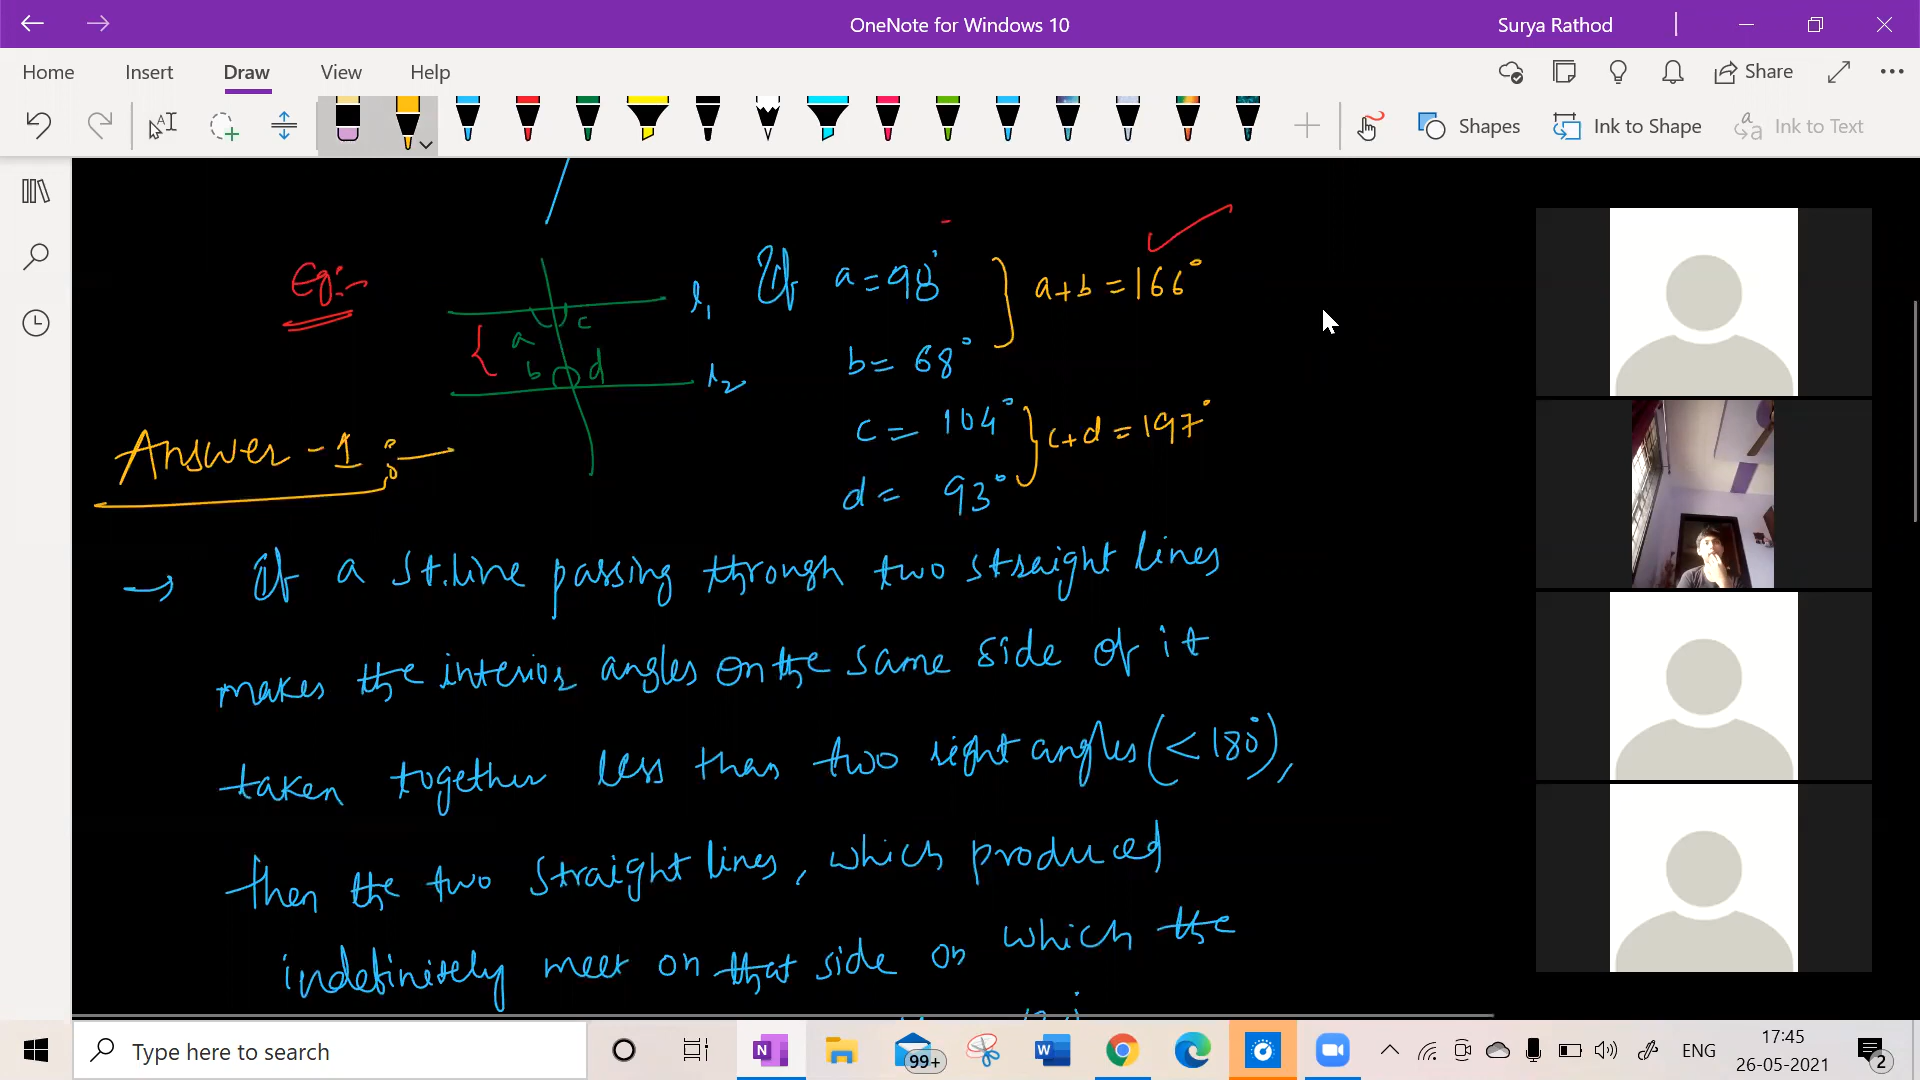 OneNote for Windows 10
Surya Rathod
Home Insert Draw View Help
Share
Shapes Ink to Shape Ink to Text
Eg:-
a c
b d
l1
l2
If a=98°
b= 68°
c= 104°
d= 93°
a+b=166°
c+d=197°
Answer-1:-
→ If a St.line passing through two straight lines
makes the interior angles on the same side of it
taken together less than two right angles (<180°),
then the two straight lines, which produced
indefinitely meet on that side on which the
Type here to search
99+
ENG
17:45
26-05-2021
2